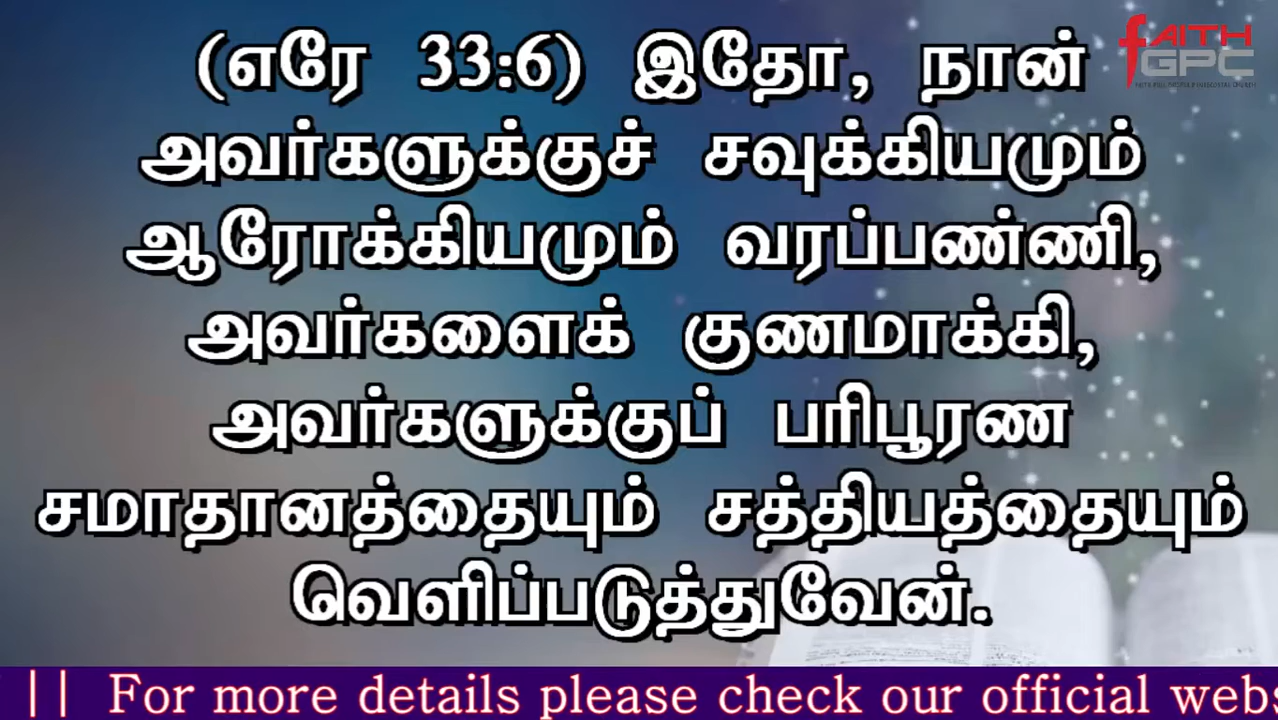 (எரே 33:6) இதோ, நான்
அவர்களுக்குச் சவுக்கியமும்
ஆரோக்கியமும் வரப்பண்ணி,
அவர்களைக் குணமாக்கி,
அவர்களுக்குப் பரிபூரண
சமாதானத்தையும் சத்தியத்தையும்
வெளிப்படுத்துவேன்.
fAITH
GPC
|| For more details please check our official webs